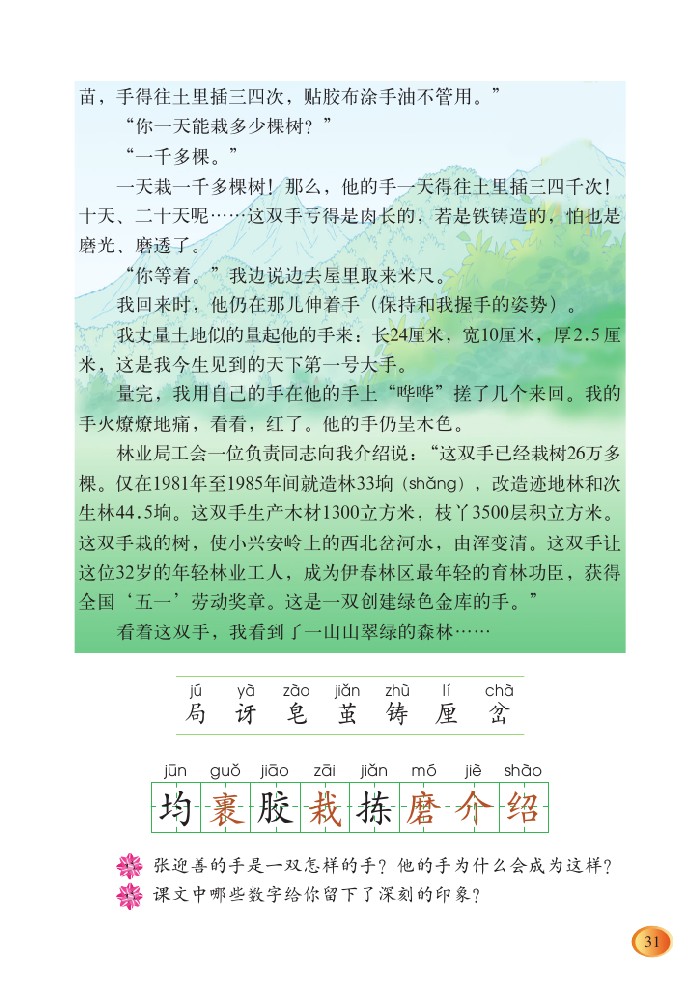 苗，手得往土里插三四次，贴胶布涂手油不管用。”
“你一天能栽多少棵树？”
“一千多棵。”
一天栽一千多棵树！那么，他的手一天得往土里插三四千次！
十天、二十天呢……这双手亏得是肉长的，若是铁铸造的，怕也是
磨光、磨透了。
“你等着。”我边说边去屋里取来米尺。
我回来时，他仍在那儿伸着手（保持和我握手的姿势）。
我丈量土地似的量起他的手来：长24厘米，宽10厘米，厚2.5厘
米，这是我今生见到的天下第一号大手。
量完，我用自己的手在他的手上“哗哗”搓了几个来回。我的
手火燎燎地痛，看看，红了。他的手仍呈木色。
林业局工会一位负责同志向我介绍说：“这双手已经栽树26万多
棵。仅在1981年至1985年间就造林33垧（shǎng），改造迹地林和次
生林44.5垧。这双手生产木材1300立方米，枝丫3500层积立方米。
这双手栽的树，使小兴安岭上的西北岔河水，由浑变清。这双手让
这位32岁的年轻林业工人，成为伊春林区最年轻的育林功臣，获得
全国‘五一’劳动奖章。这是一双创建绿色金库的手。”
看着这双手，我看到了一山山翠绿的森林……
jú yà zào jiǎn zhù lí chà
局 讶 皂 茧 铸 厘 岔
jūn guǒ jiāo zāi jiǎn mó jiè shào
均 裹 胶 栽 拣 磨 介 绍
张迎善的手是一双怎样的手？他的手为什么会成为这样？
课文中哪些数字给你留下了深刻的印象？
31